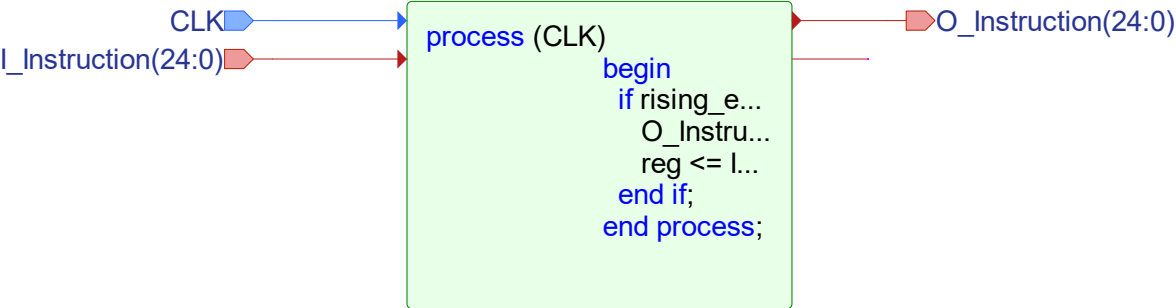 CLK
I_Instruction(24:0)
process (CLK)
begin
if rising_e...
O_Instru...
reg <= I...
end if;
end process;
O_Instruction(24:0)